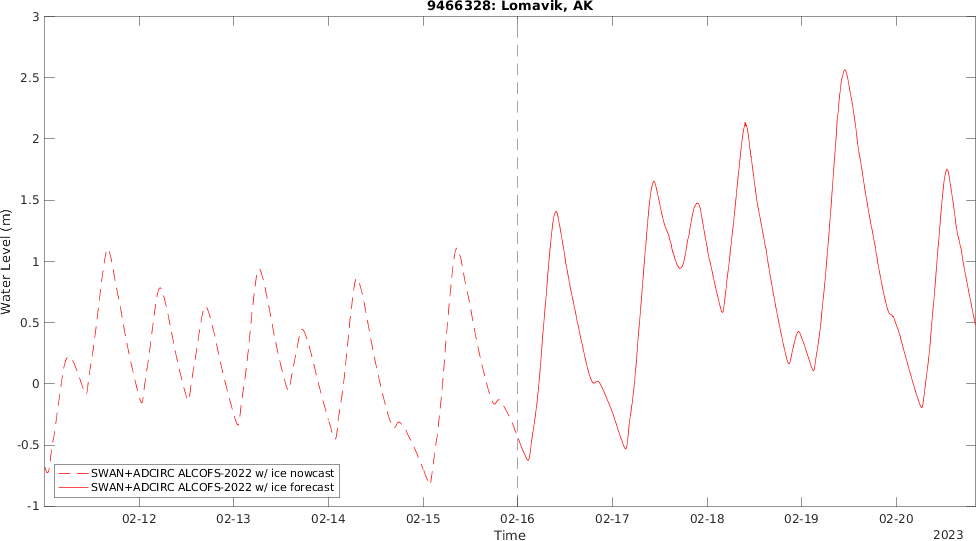 9466328: Lomavik, AK
3
2.5
2
1.5
1
0.5
0
-0.5
-1
Water Level (m)
SWAN+ADCIRC ALCOFS-2022 w/ ice nowcast
SWAN+ADCIRC ALCOFS-2022 w/ ice forecast
02-12 02-13 02-14 02-15 02-16 02-17 02-18 02-19 02-20
Time
2023